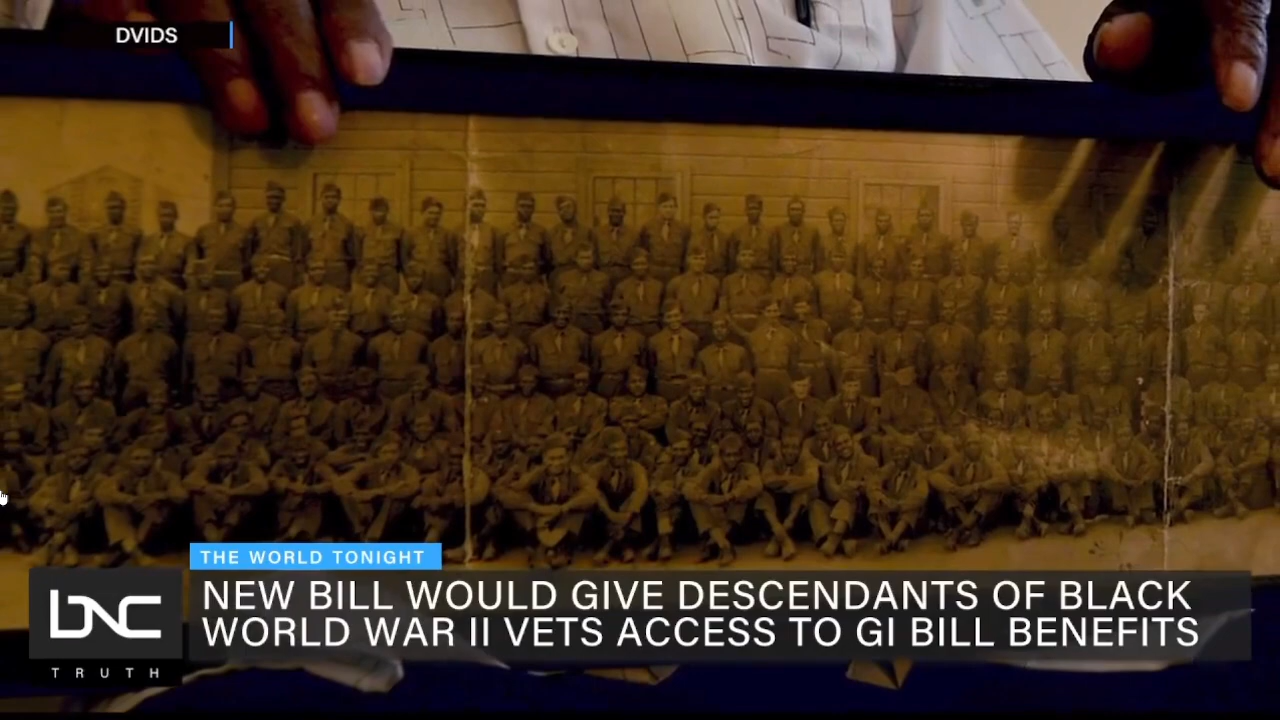 DVIDS
THE WORLD TONIGHT
BNC
NEW BILL WOULD GIVE DESCENDANTS OF BLACK
WORLD WAR II VETS ACCESS TO GI BILL BENEFITS
TRUTH